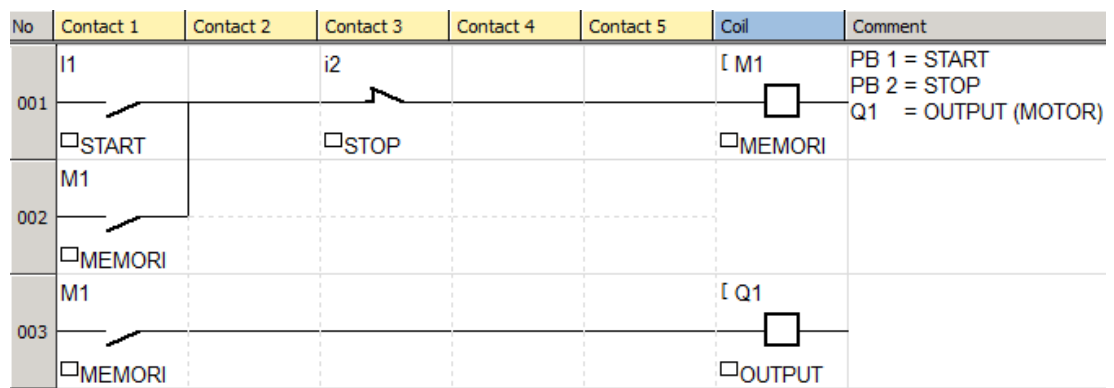 No Contact 1 Contact 2 Contact 3 Contact 4 Contact 5 Coil Comment
I1 i2 [ M1 PB 1 = START
PB 2 = STOP
001 Q1 = OUTPUT (MOTOR)
START STOP MEMORI
M1
002
MEMORI
M1 [ Q1
003
MEMORI OUTPUT